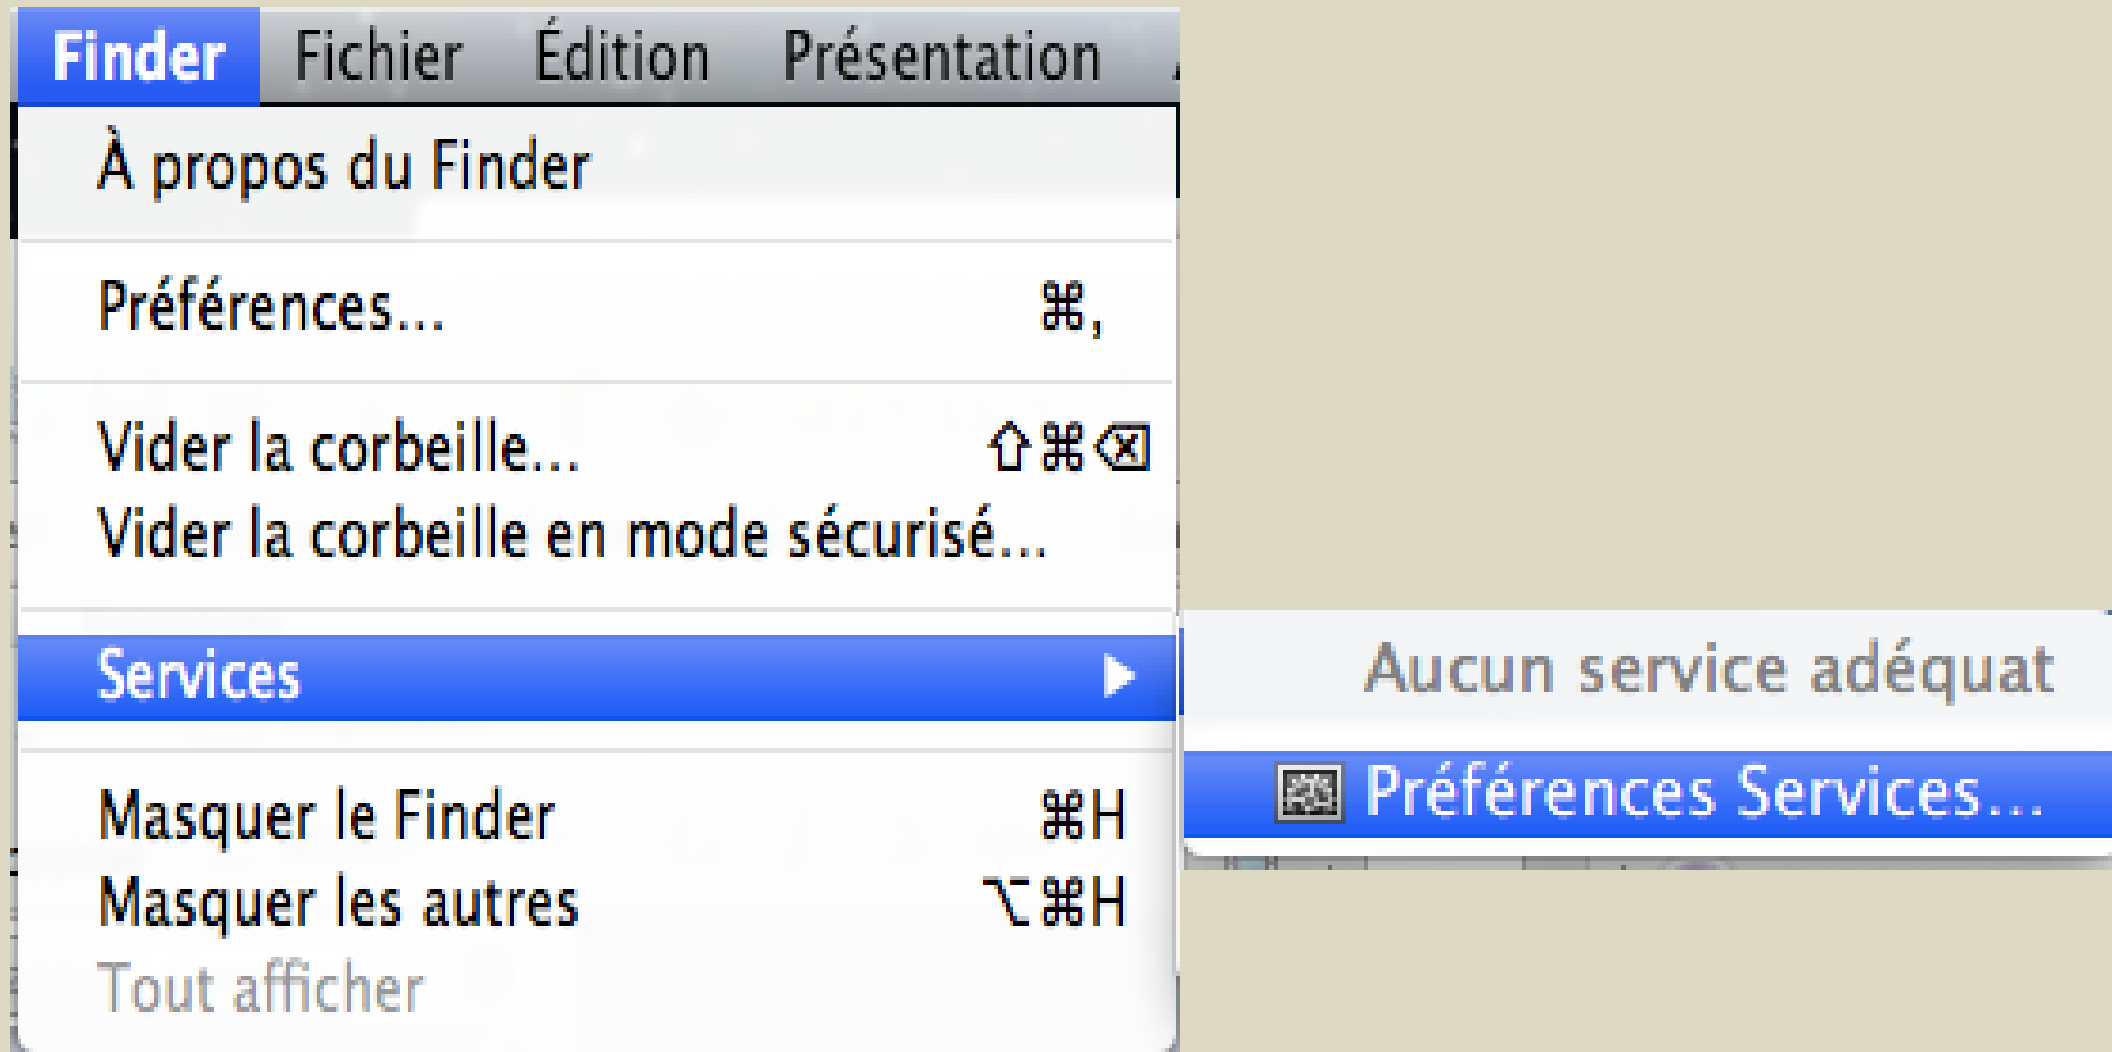 Finder Fichier Édition Présentation
À propos du Finder
Préférences... ⌘,
Vider la corbeille... ⇧⌘⌫
Vider la corbeille en mode sécurisé...
Services ▶
Aucun service adéquat
Préférences Services...
Masquer le Finder ⌘H
Masquer les autres ⌥⌘H
Tout afficher